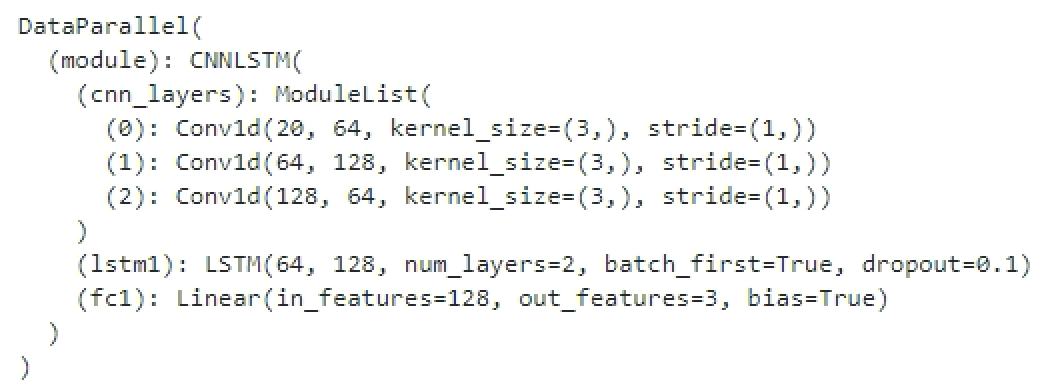 DataParallel(
  (module): CNNLSTM(
    (cnn_layers): ModuleList(
      (0): Conv1d(20, 64, kernel_size=(3,), stride=(1,))
      (1): Conv1d(64, 128, kernel_size=(3,), stride=(1,))
      (2): Conv1d(128, 64, kernel_size=(3,), stride=(1,))
    )
    (lstm1): LSTM(64, 128, num_layers=2, batch_first=True, dropout=0.1)
    (fc1): Linear(in_features=128, out_features=3, bias=True)
  )
)